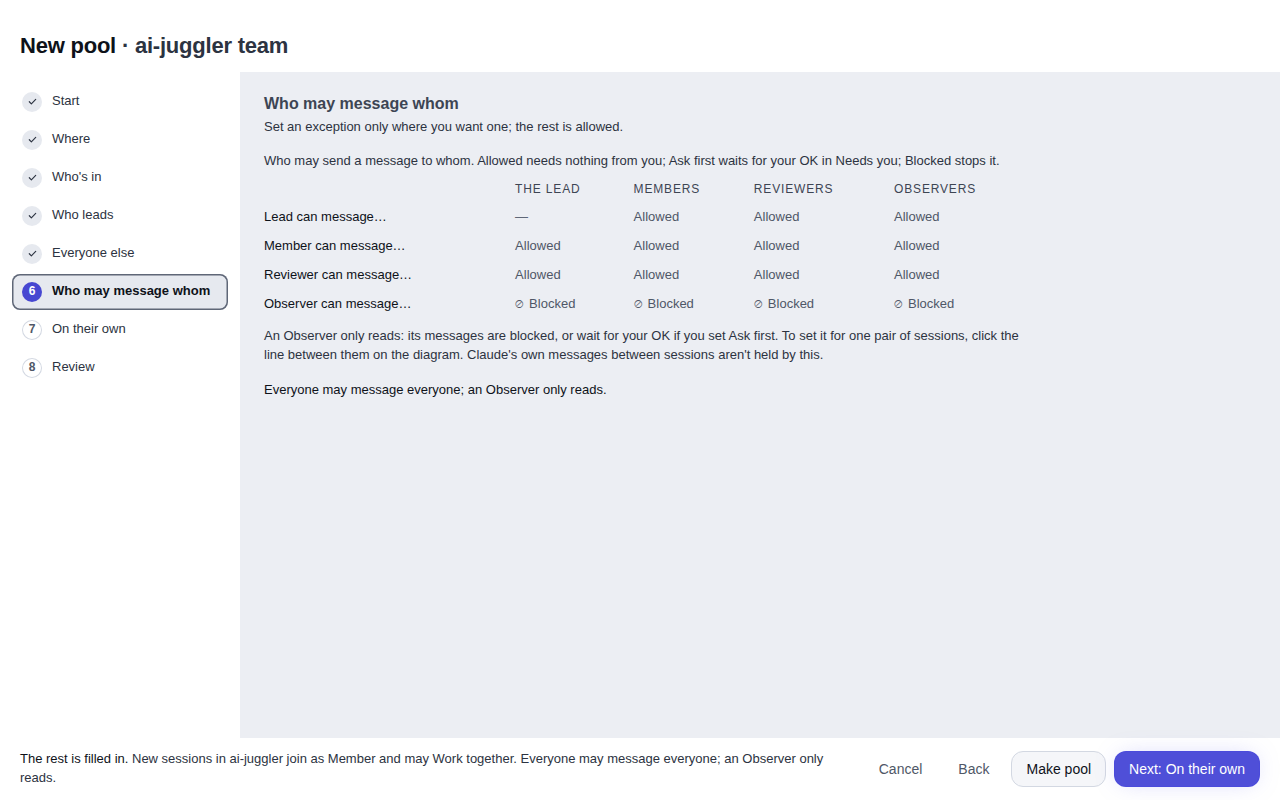 New pool · ai-juggler team
Start
Where
Who's in
Who leads
Everyone else
6 Who may message whom
7 On their own
8 Review
Who may message whom
Set an exception only where you want one; the rest is allowed.
Who may send a message to whom. Allowed needs nothing from you; Ask first waits for your OK in Needs you; Blocked stops it.
THE LEAD MEMBERS REVIEWERS OBSERVERS
Lead can message… — Allowed Allowed Allowed
Member can message… Allowed Allowed Allowed Allowed
Reviewer can message… Allowed Allowed Allowed Allowed
Observer can message… ⊘ Blocked ⊘ Blocked ⊘ Blocked ⊘ Blocked
An Observer only reads: its messages are blocked, or wait for your OK if you set Ask first. To set it for one pair of sessions, click the
line between them on the diagram. Claude's own messages between sessions aren't held by this.
Everyone may message everyone; an Observer only reads.
The rest is filled in. New sessions in ai-juggler join as Member and may Work together. Everyone may message everyone; an Observer only
reads.
Cancel Back Make pool Next: On their own